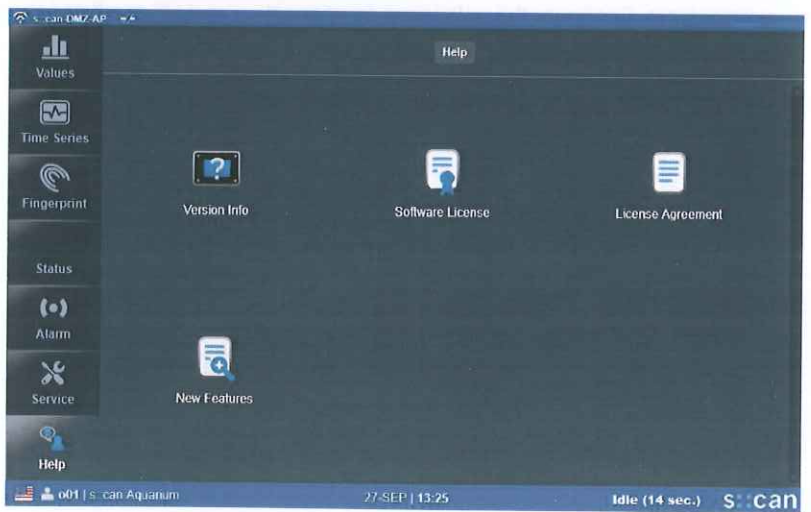 s::can-DMZ-AP
Help
Values
Time Series
Fingerprint
Status
Alarm
Service
Help
Version Info
Software License
License Agreement
New Features
o01 | s::can Aquarium
27-SEP | 13:25
Idle (14 sec.)
s::can